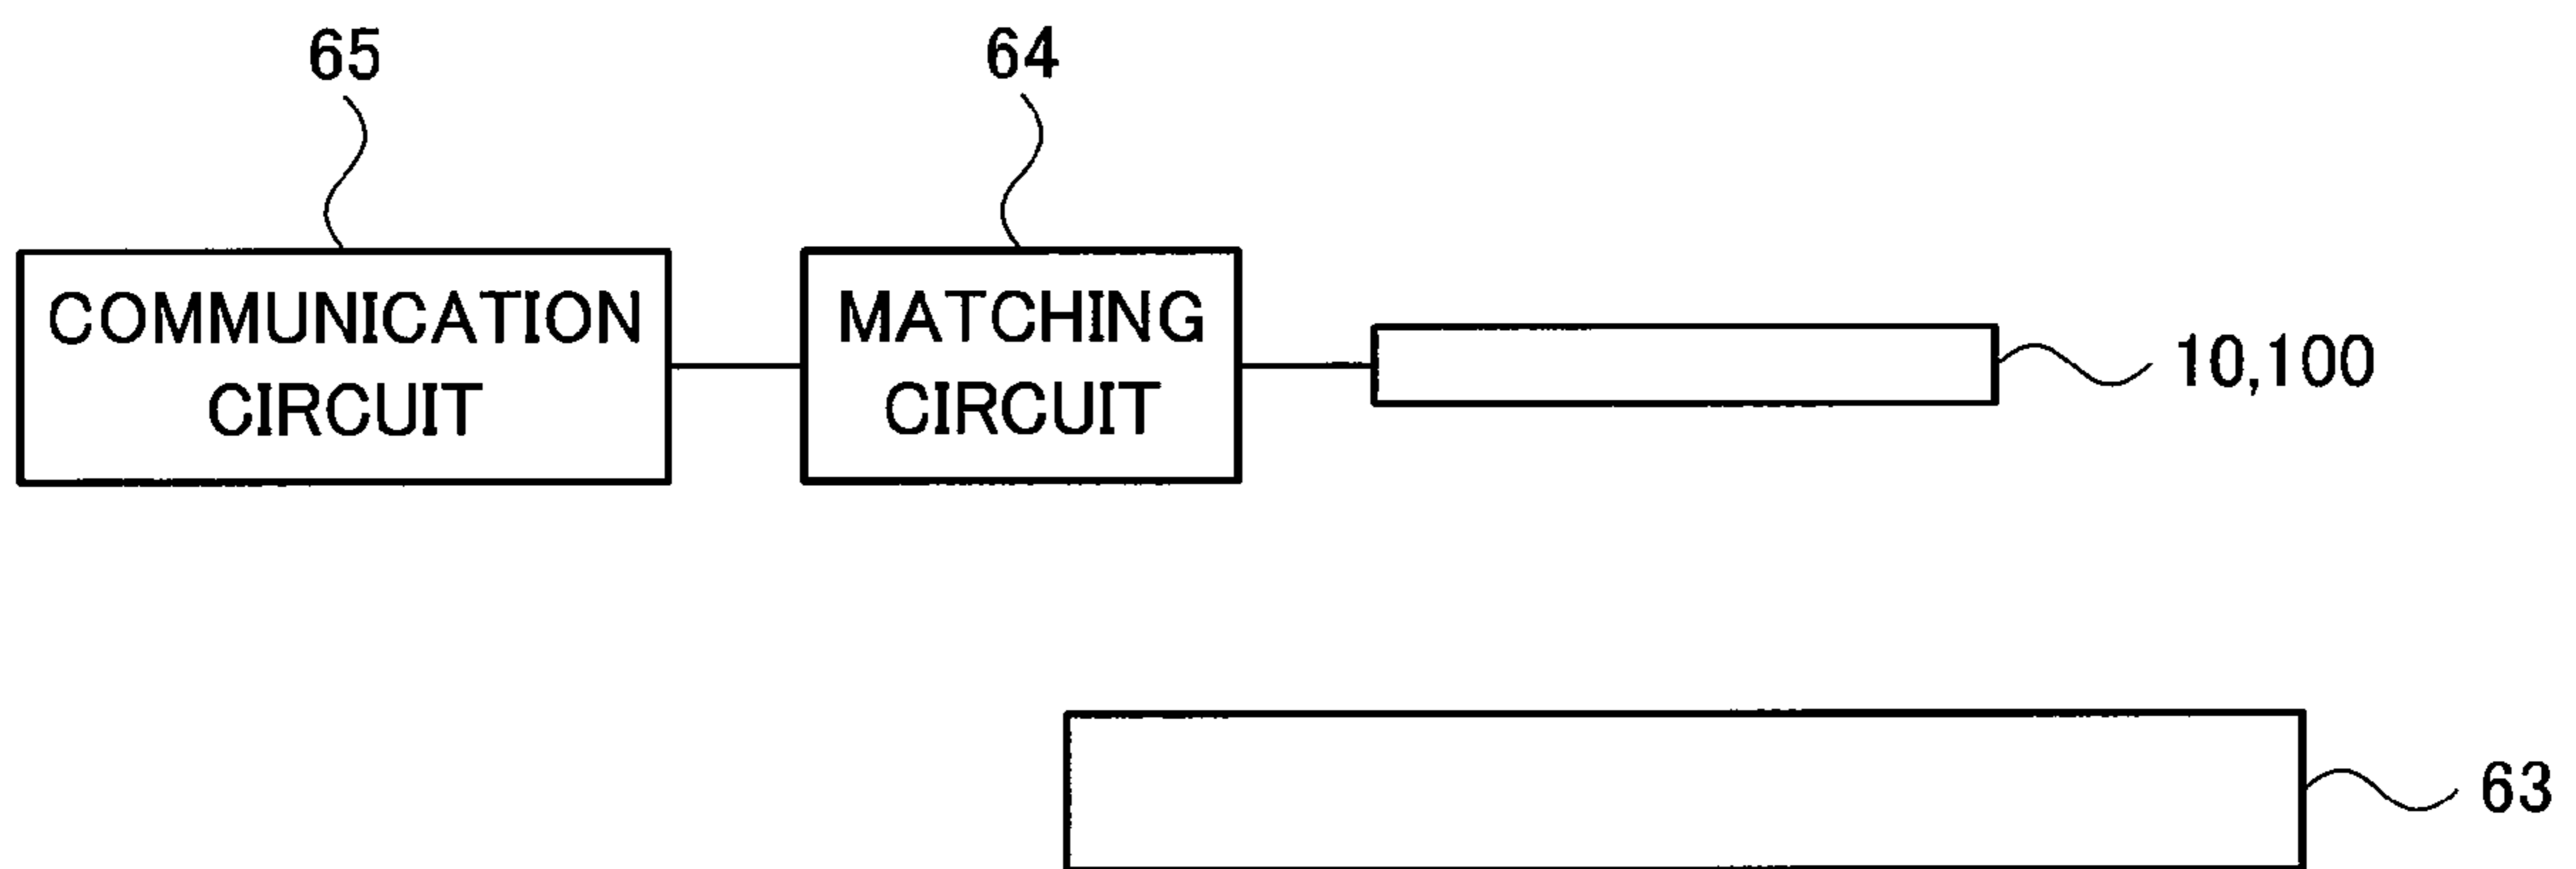 65
64
COMMUNICATION
CIRCUIT
MATCHING
CIRCUIT
10,100
63